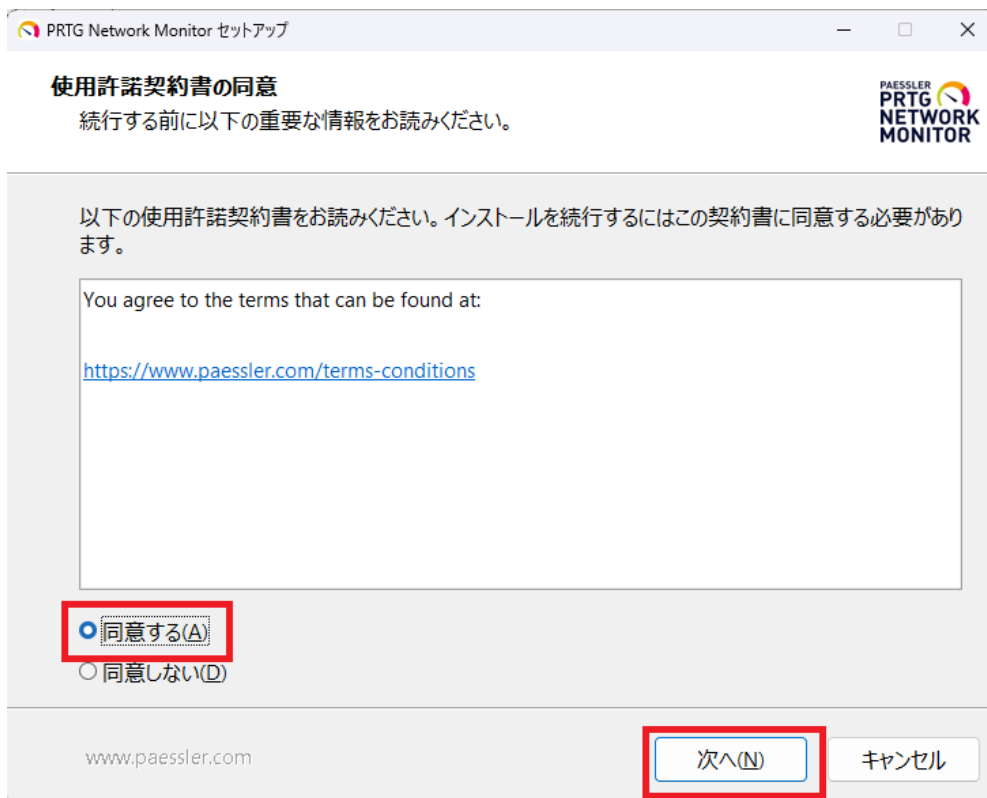 PRTG Network Monitor セットアップ
使用許諾契約書の同意
続行する前に以下の重要な情報をお読みください。
PAESSLER
PRTG
NETWORK
MONITOR
以下の使用許諾契約書をお読みください。インストールを続行するにはこの契約書に同意する必要があり
ます。
You agree to the terms that can be found at:
https://www.paessler.com/terms-conditions
同意する(A)
同意しない(D)
www.paessler.com
次へ(N)
キャンセル